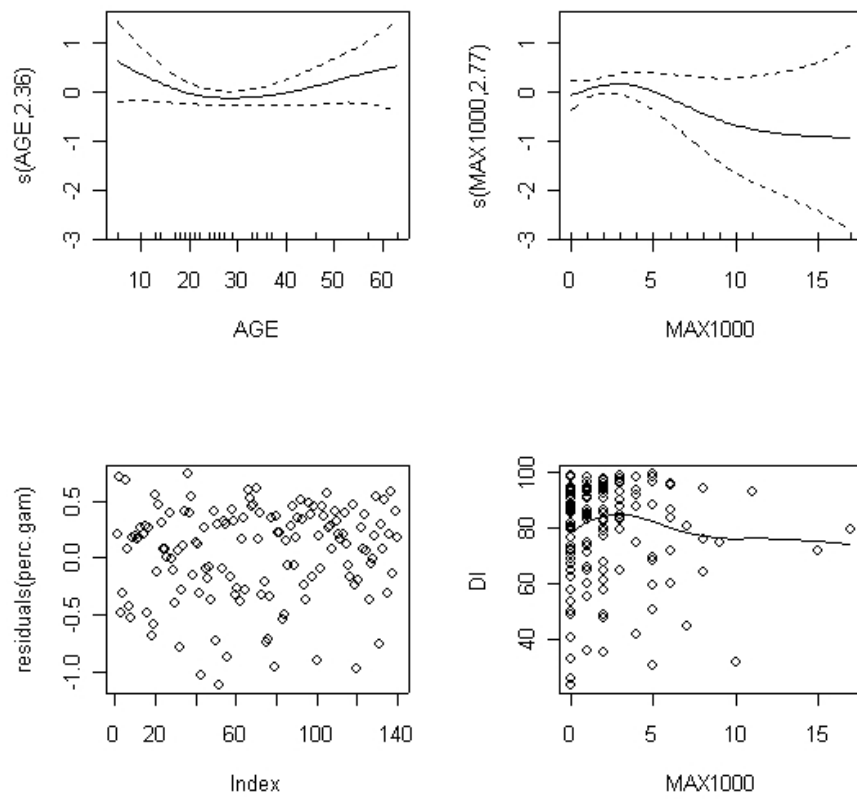 s(AGE,2.36)
1
0
-1
-2
-3
10 20 30 40 50 60
AGE
s(MAX1000,2.77)
1
0
-1
-2
-3
0 5 10 15
MAX1000
residuals(perc.gam)
0.5
0.0
-0.5
-1.0
0 20 60 100 140
Index
DI
100
80
60
40
0 5 10 15
MAX1000